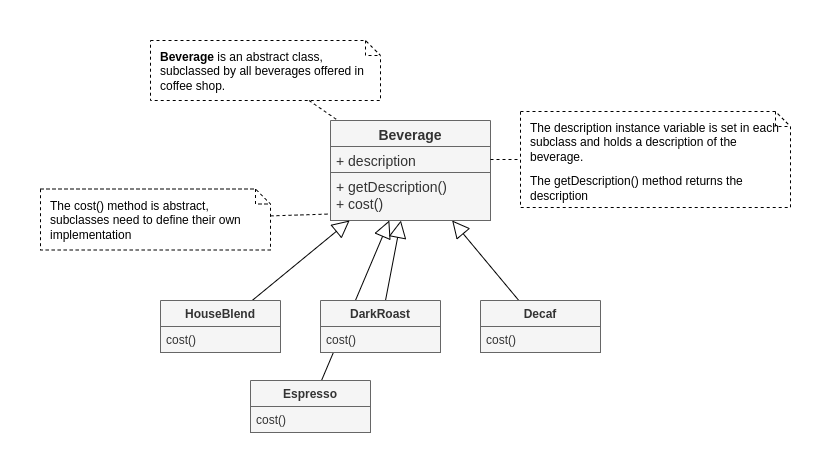 Beverage is an abstract class,
subclassed by all beverages offered in
coffee shop.
The description instance variable is set in each
subclass and holds a description of the
beverage.
The getDescription() method returns the
description
Beverage
+ description
+ getDescription()
+ cost()
The cost() method is abstract,
subclasses need to define their own
implementation
HouseBlend
cost()
DarkRoast
cost()
Decaf
cost()
Espresso
cost()